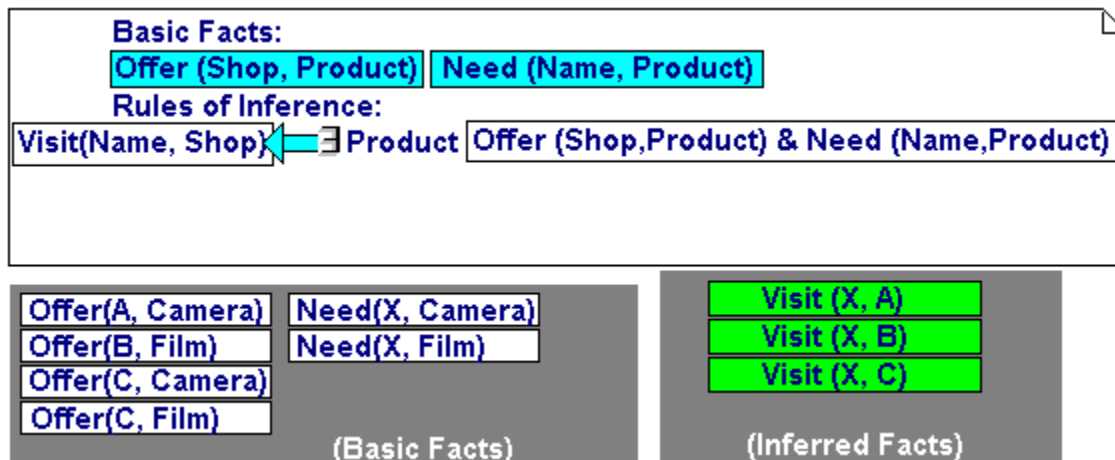 Basic Facts:
Offer (Shop, Product) Need (Name, Product)
Rules of Inference:
Visit(Name, Shop) ∃ Product Offer (Shop,Product) & Need (Name,Product)
Offer(A, Camera) Need(X, Camera)
Offer(B, Film) Need(X, Film)
Offer(C, Camera)
Offer(C, Film)
(Basic Facts)
Visit (X, A)
Visit (X, B)
Visit (X, C)
(Inferred Facts)